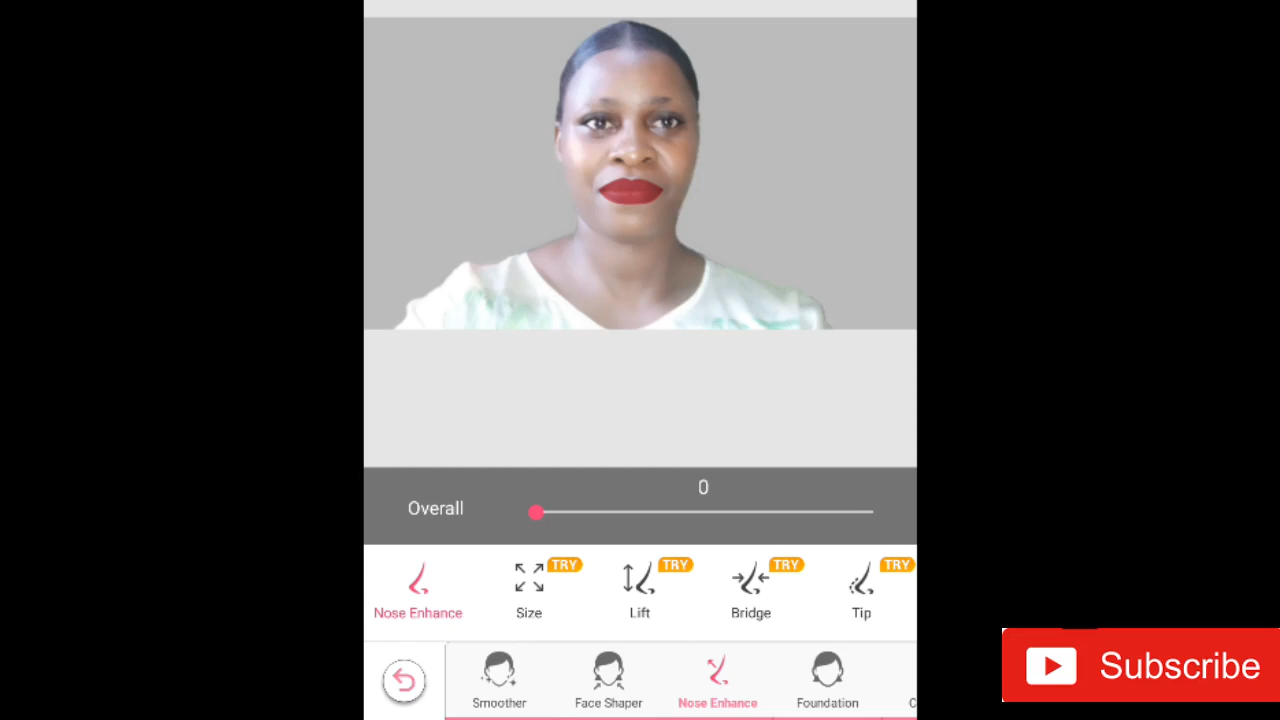 0
Overall
TRY TRY TRY TRY
Nose Enhance Size Lift Bridge Tip
Smoother Face Shaper Nose Enhance Foundation C
Subscribe